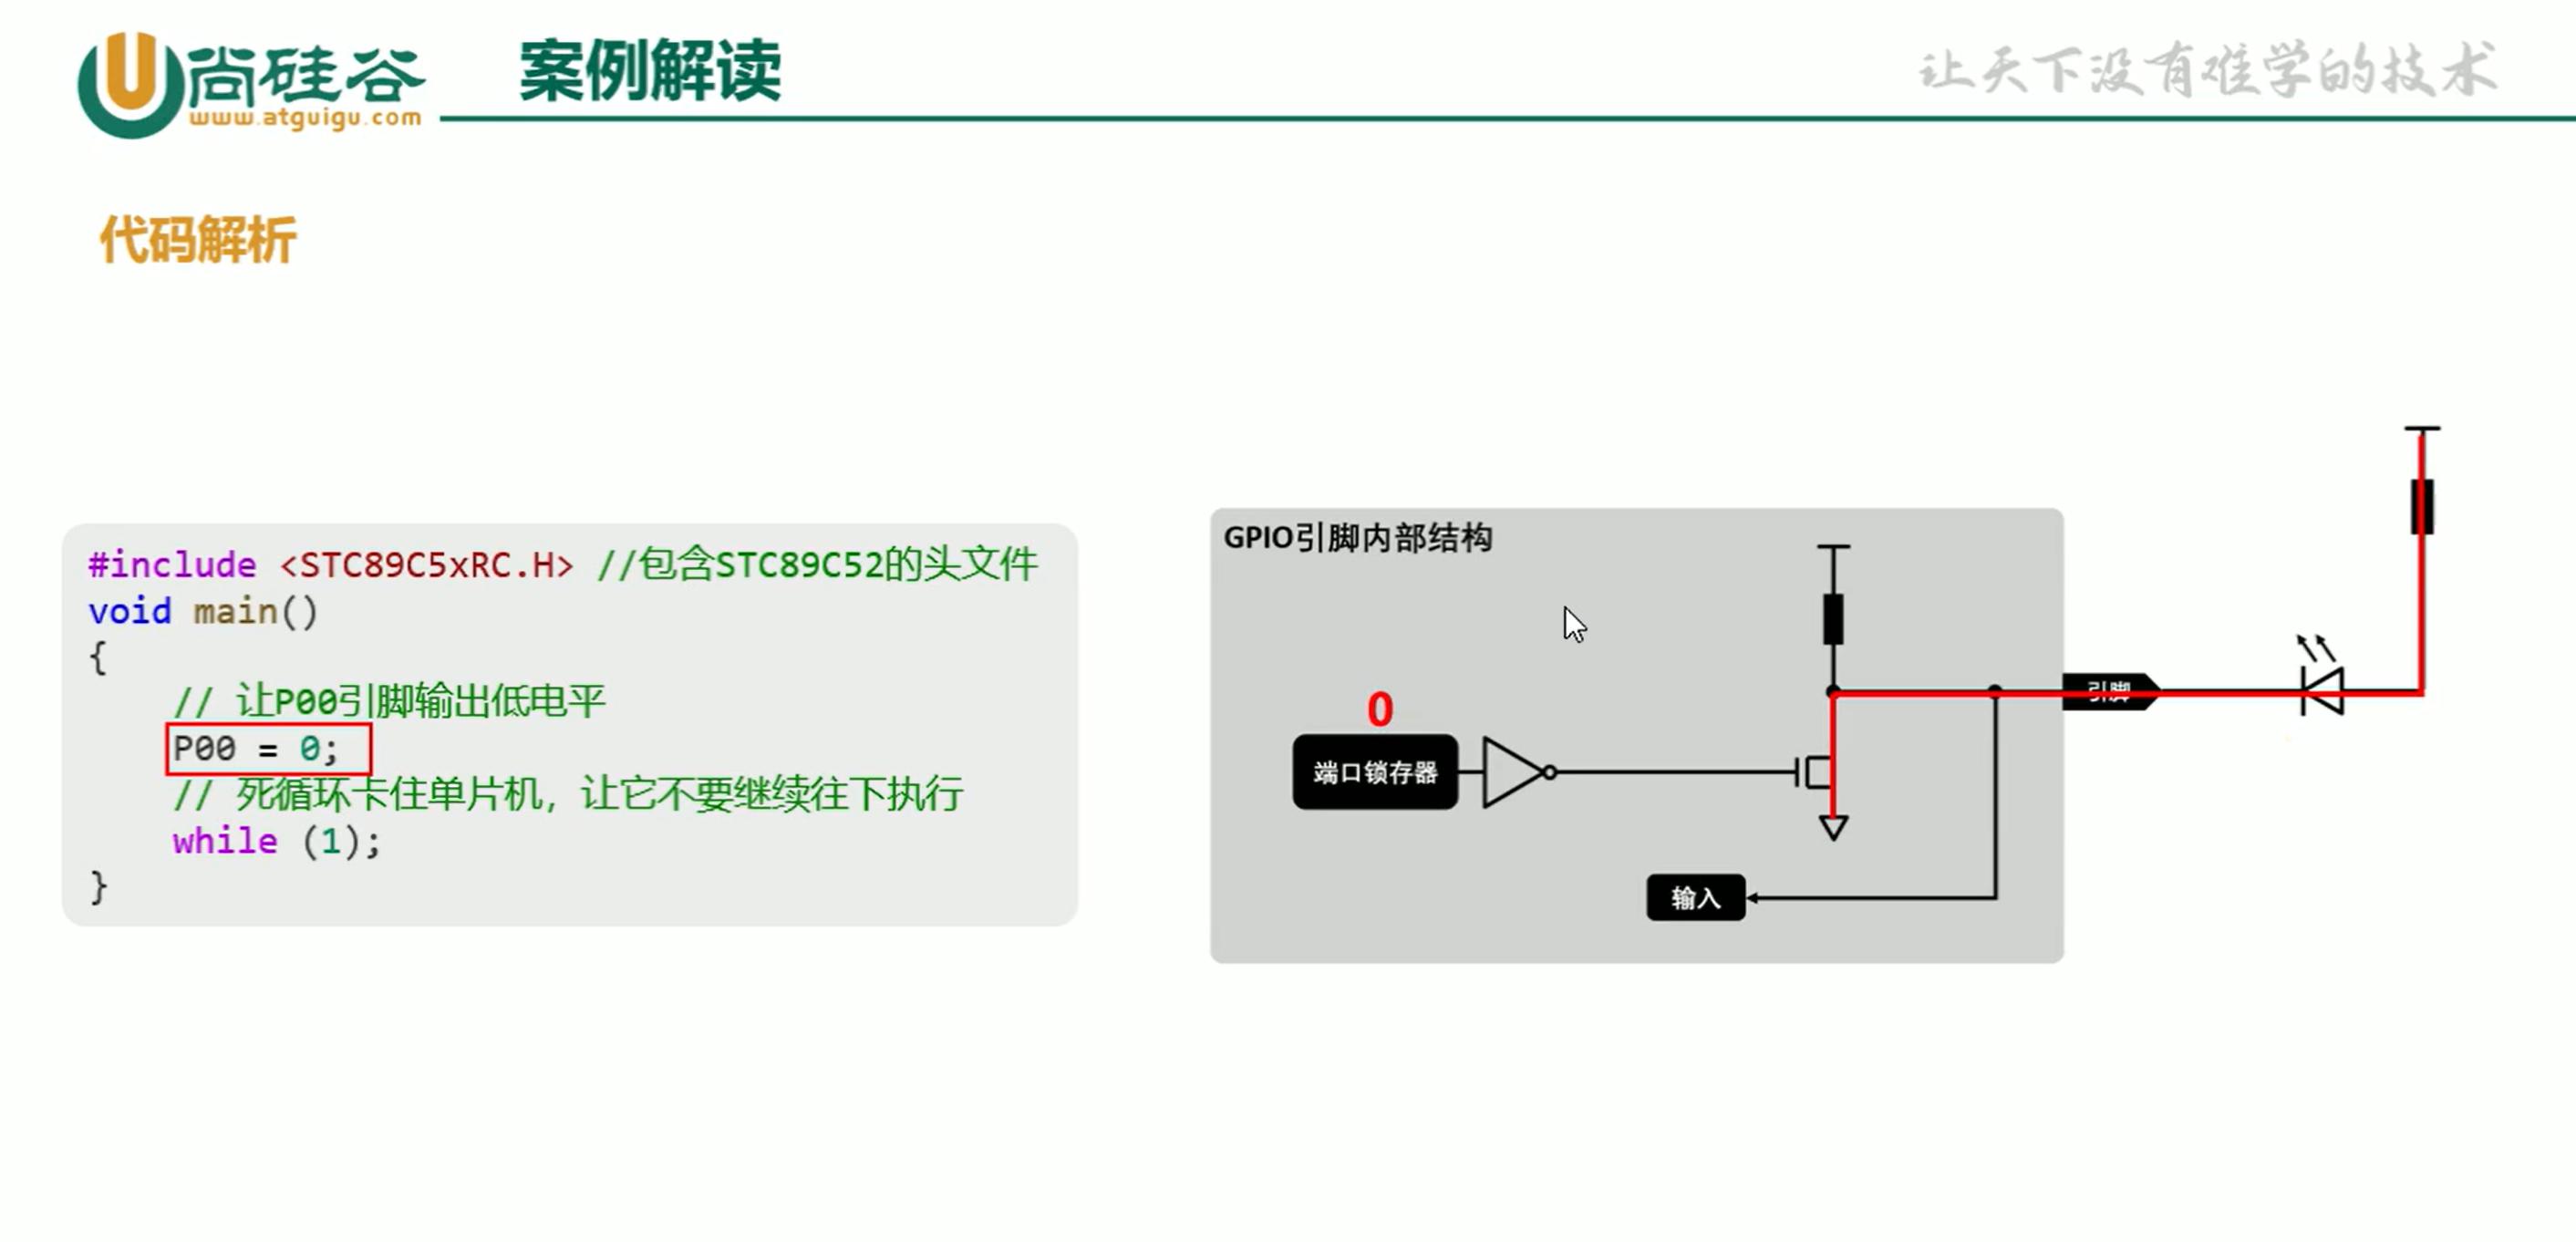 尚硅谷
www.atguigu.com
案例解读
让天下没有难学的技术
代码解析
#include <STC89C5xRC.H> //包含STC89C52的头文件
void main()
{
// 让P00引脚输出低电平
P00 = 0;
// 死循环卡住单片机，让它不要继续往下执行
while (1);
}
GPIO引脚内部结构
0
端口锁存器
引脚
输入